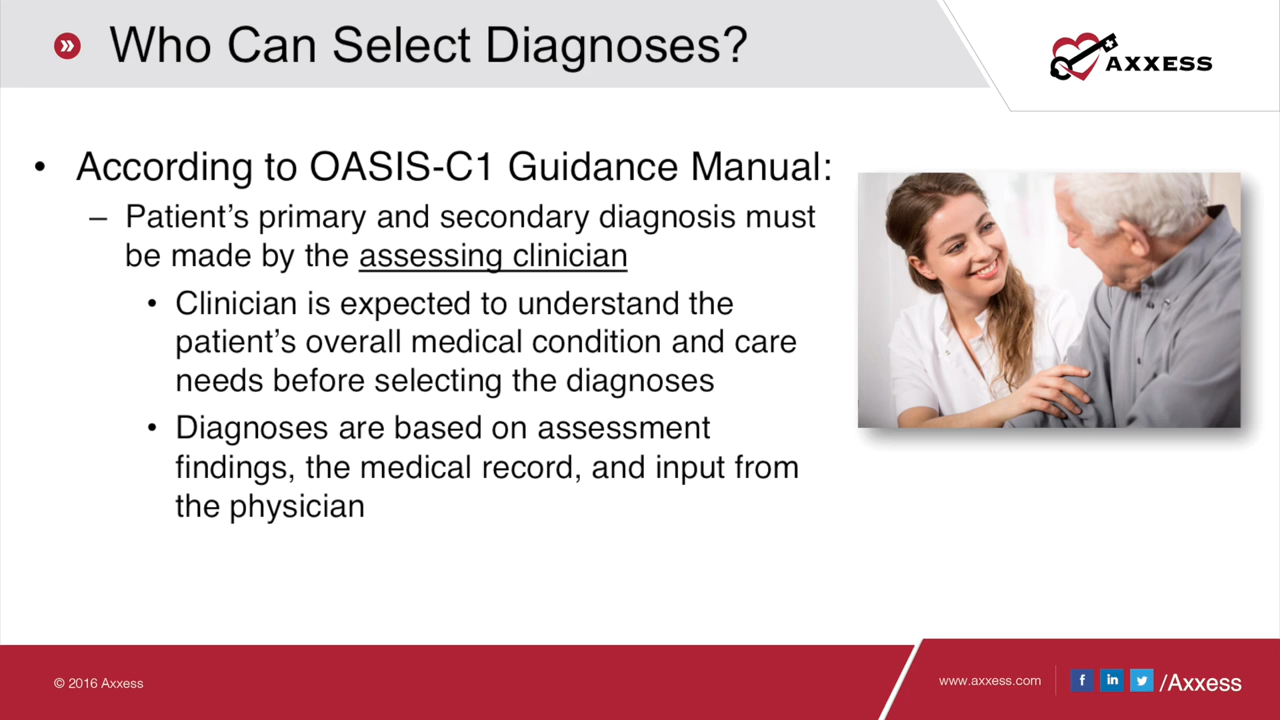 Who Can Select Diagnoses?
AXXESS
• According to OASIS-C1 Guidance Manual:
– Patient’s primary and secondary diagnosis must
be made by the assessing clinician
• Clinician is expected to understand the
patient’s overall medical condition and care
needs before selecting the diagnoses
• Diagnoses are based on assessment
findings, the medical record, and input from
the physician
© 2016 Axxess
www.axxess.com
/Axxess